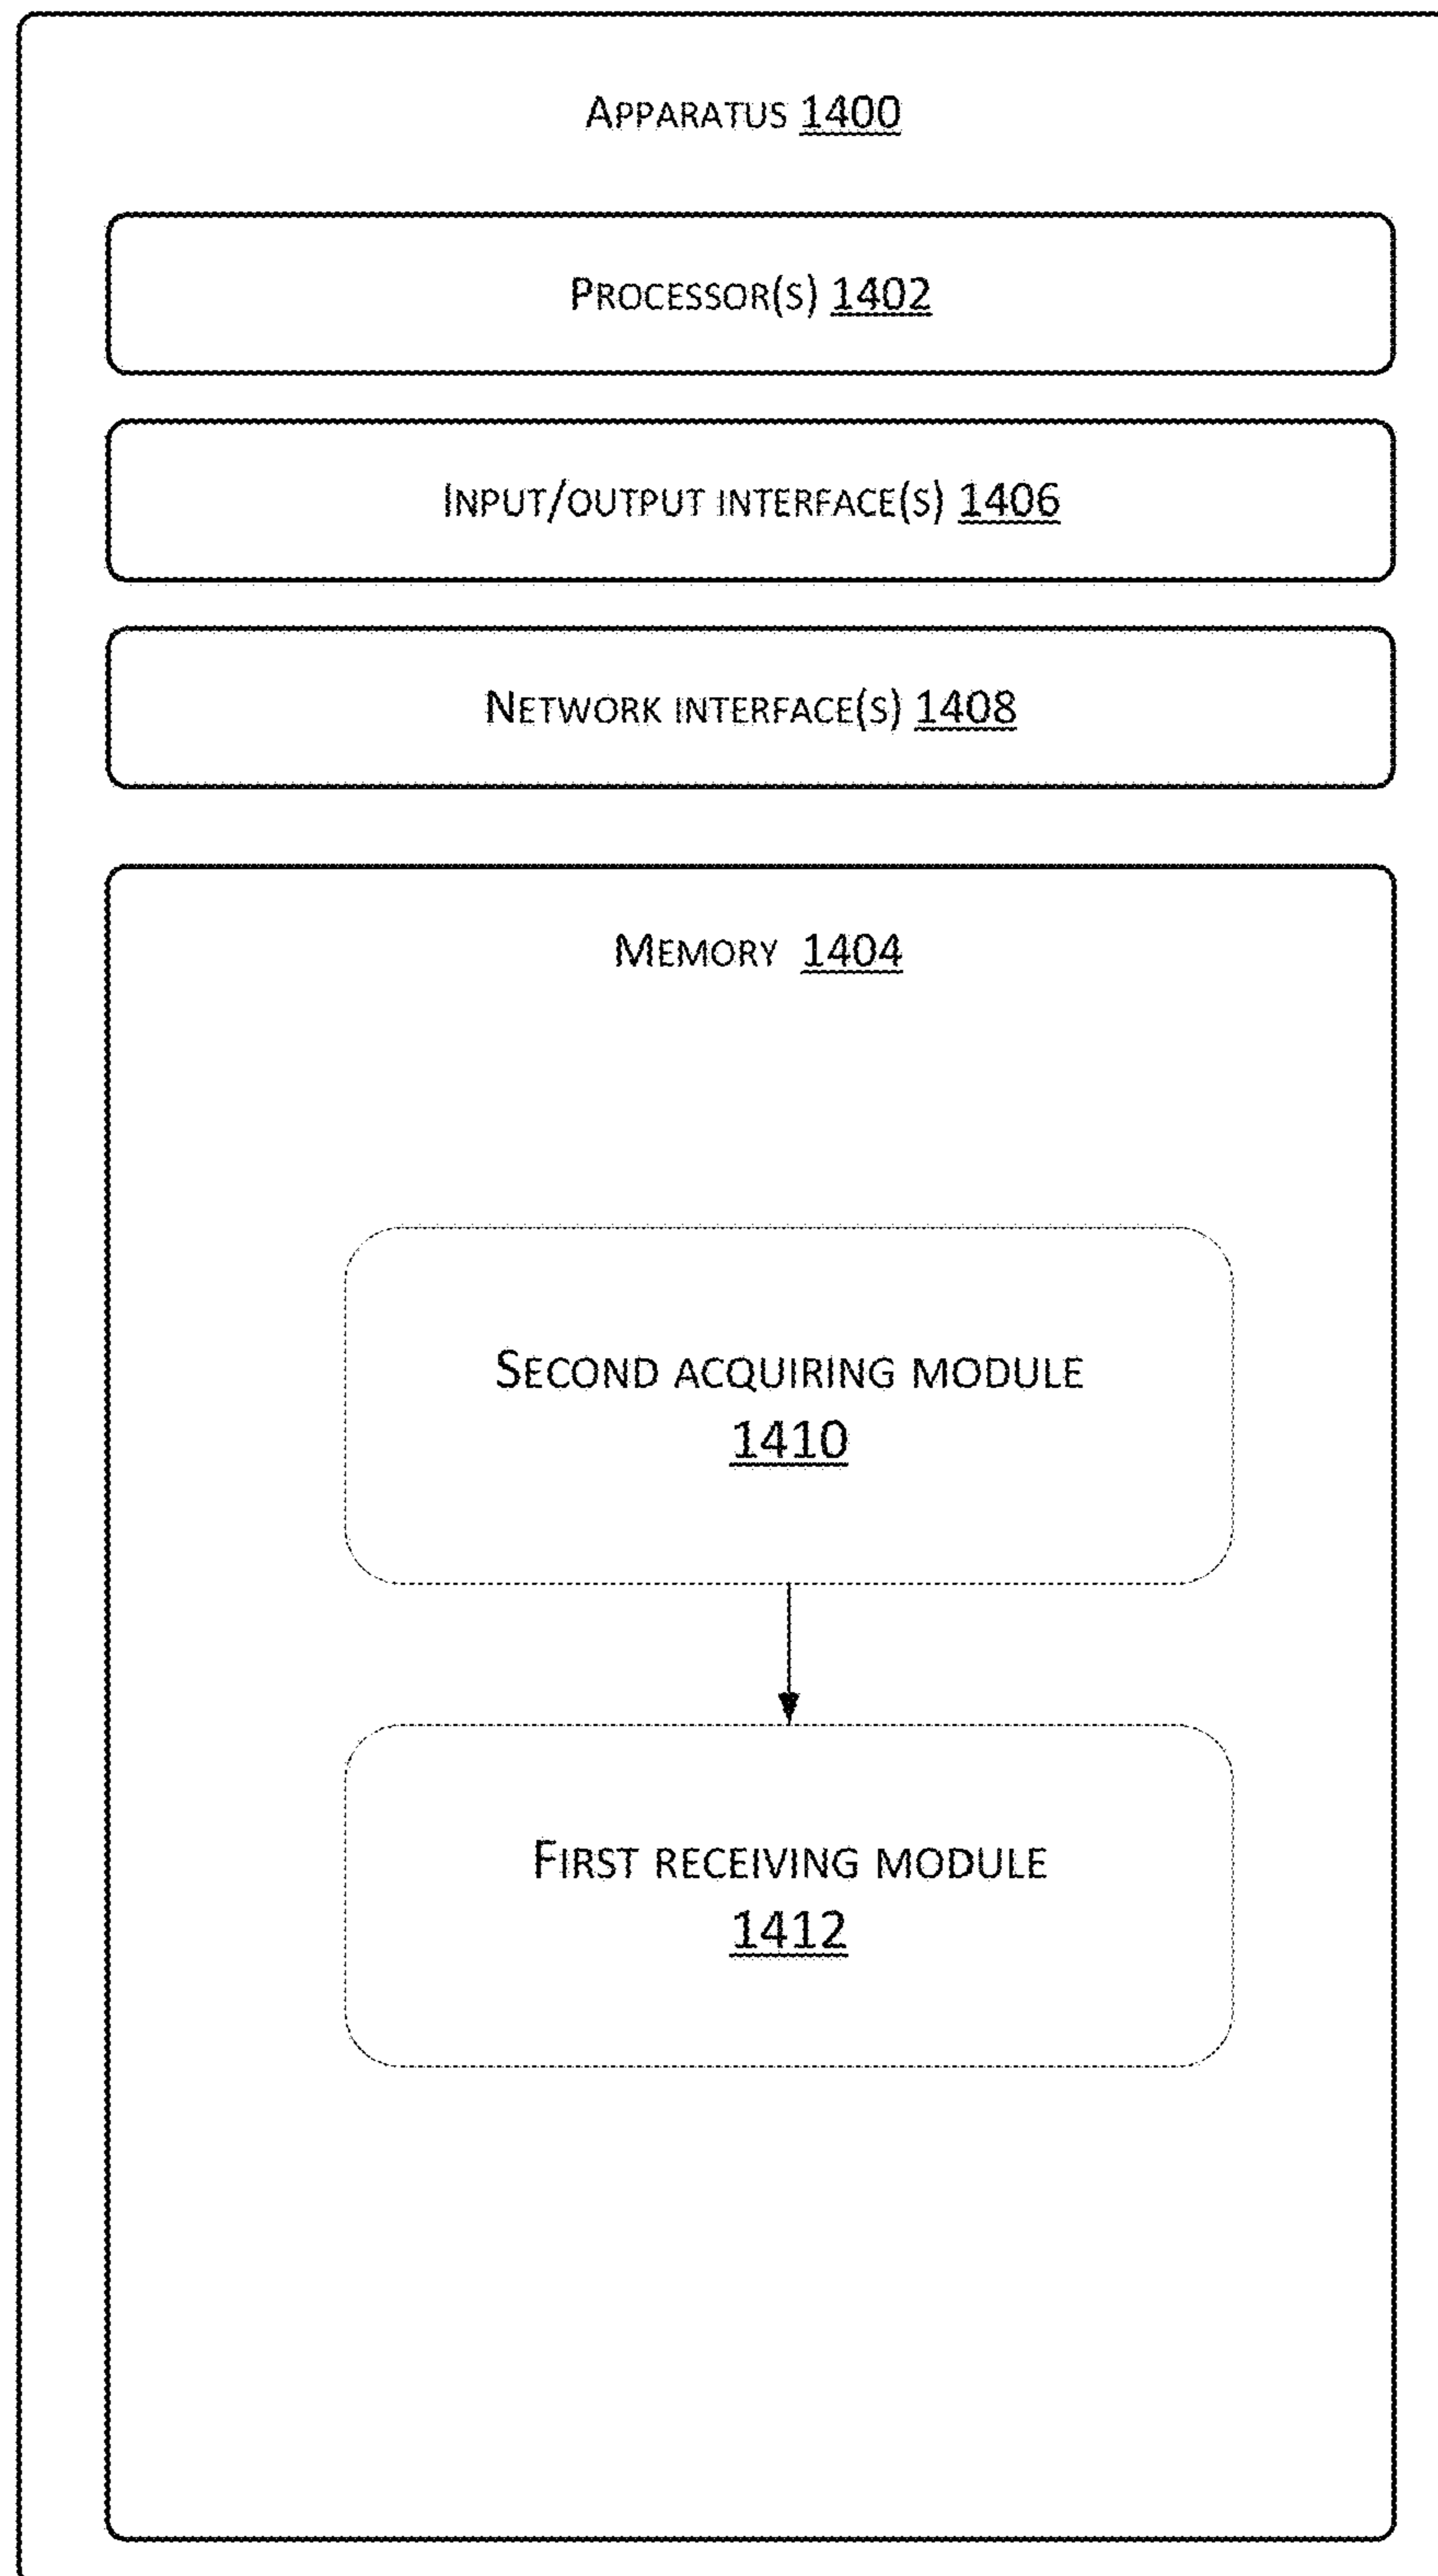 APPARATUS 1400
PROCESSOR(S) 1402
INPUT/OUTPUT INTERFACE(S) 1406
NETWORK INTERFACE(S) 1408
MEMORY 1404
SECOND ACQUIRING MODULE
1410
FIRST RECEIVING MODULE
1412